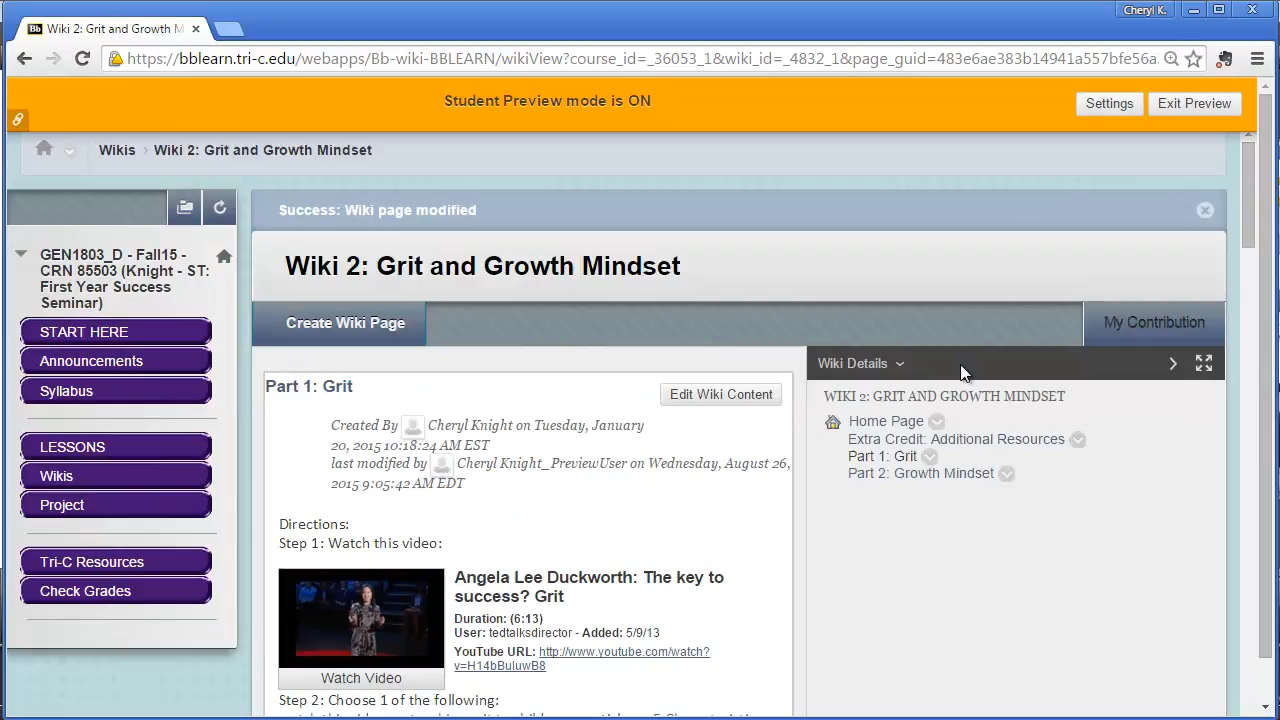 Cheryl K.
Wiki 2: Grit and Growth M
https://bblearn.tri-c.edu/webapps/Bb-wiki-BBLEARN/wikiView?course_id=_36053_1&wiki_id=_4832_1&page_guid=483e6ae383b14941a557bfe56a
Student Preview mode is ON
Settings
Exit Preview
Wikis
Wiki 2: Grit and Growth Mindset
GEN1803_D - Fall15 -
CRN 85503 (Knight - ST:
First Year Success
Seminar)
START HERE
Announcements
Syllabus
LESSONS
Wikis
Project
Tri-C Resources
Check Grades
Success: Wiki page modified
Wiki 2: Grit and Growth Mindset
Create Wiki Page
My Contribution
Part 1: Grit
Edit Wiki Content
Created By Cheryl Knight on Tuesday, January
20, 2015 10:18:24 AM EST
last modified by Cheryl Knight_PreviewUser on Wednesday, August 26,
2015 9:05:42 AM EDT
Directions:
Step 1: Watch this video:
Angela Lee Duckworth: The key to
success? Grit
Duration: (6:13)
User: tedtalksdirector - Added: 5/9/13
YouTube URL: http://www.youtube.com/watch?
v=H14bBuluwB8
Watch Video
Step 2: Choose 1 of the following:
Wiki Details
WIKI 2: GRIT AND GROWTH MINDSET
Home Page
Extra Credit: Additional Resources
Part 1: Grit
Part 2: Growth Mindset